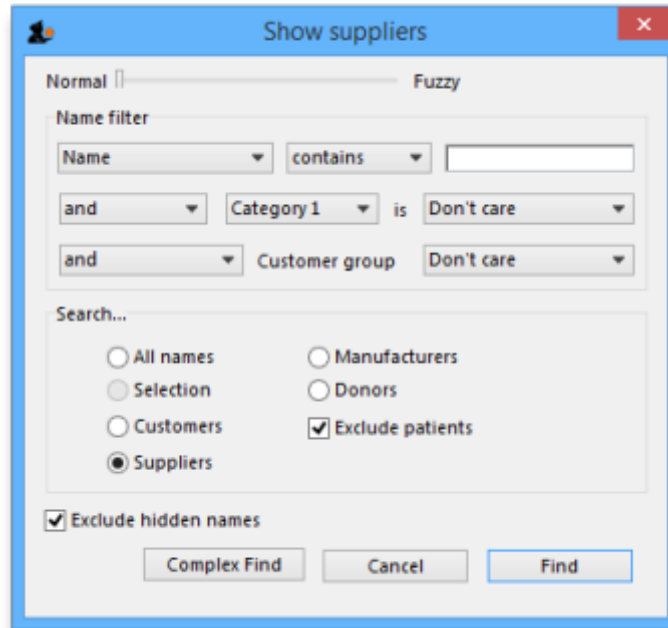 Show suppliers
Normal Fuzzy
Name filter
Name contains
and Category 1 is Don't care
and Customer group Don't care
Search...
All names Manufacturers
Selection Donors
Customers Exclude patients
Suppliers
Exclude hidden names
Complex Find Cancel Find